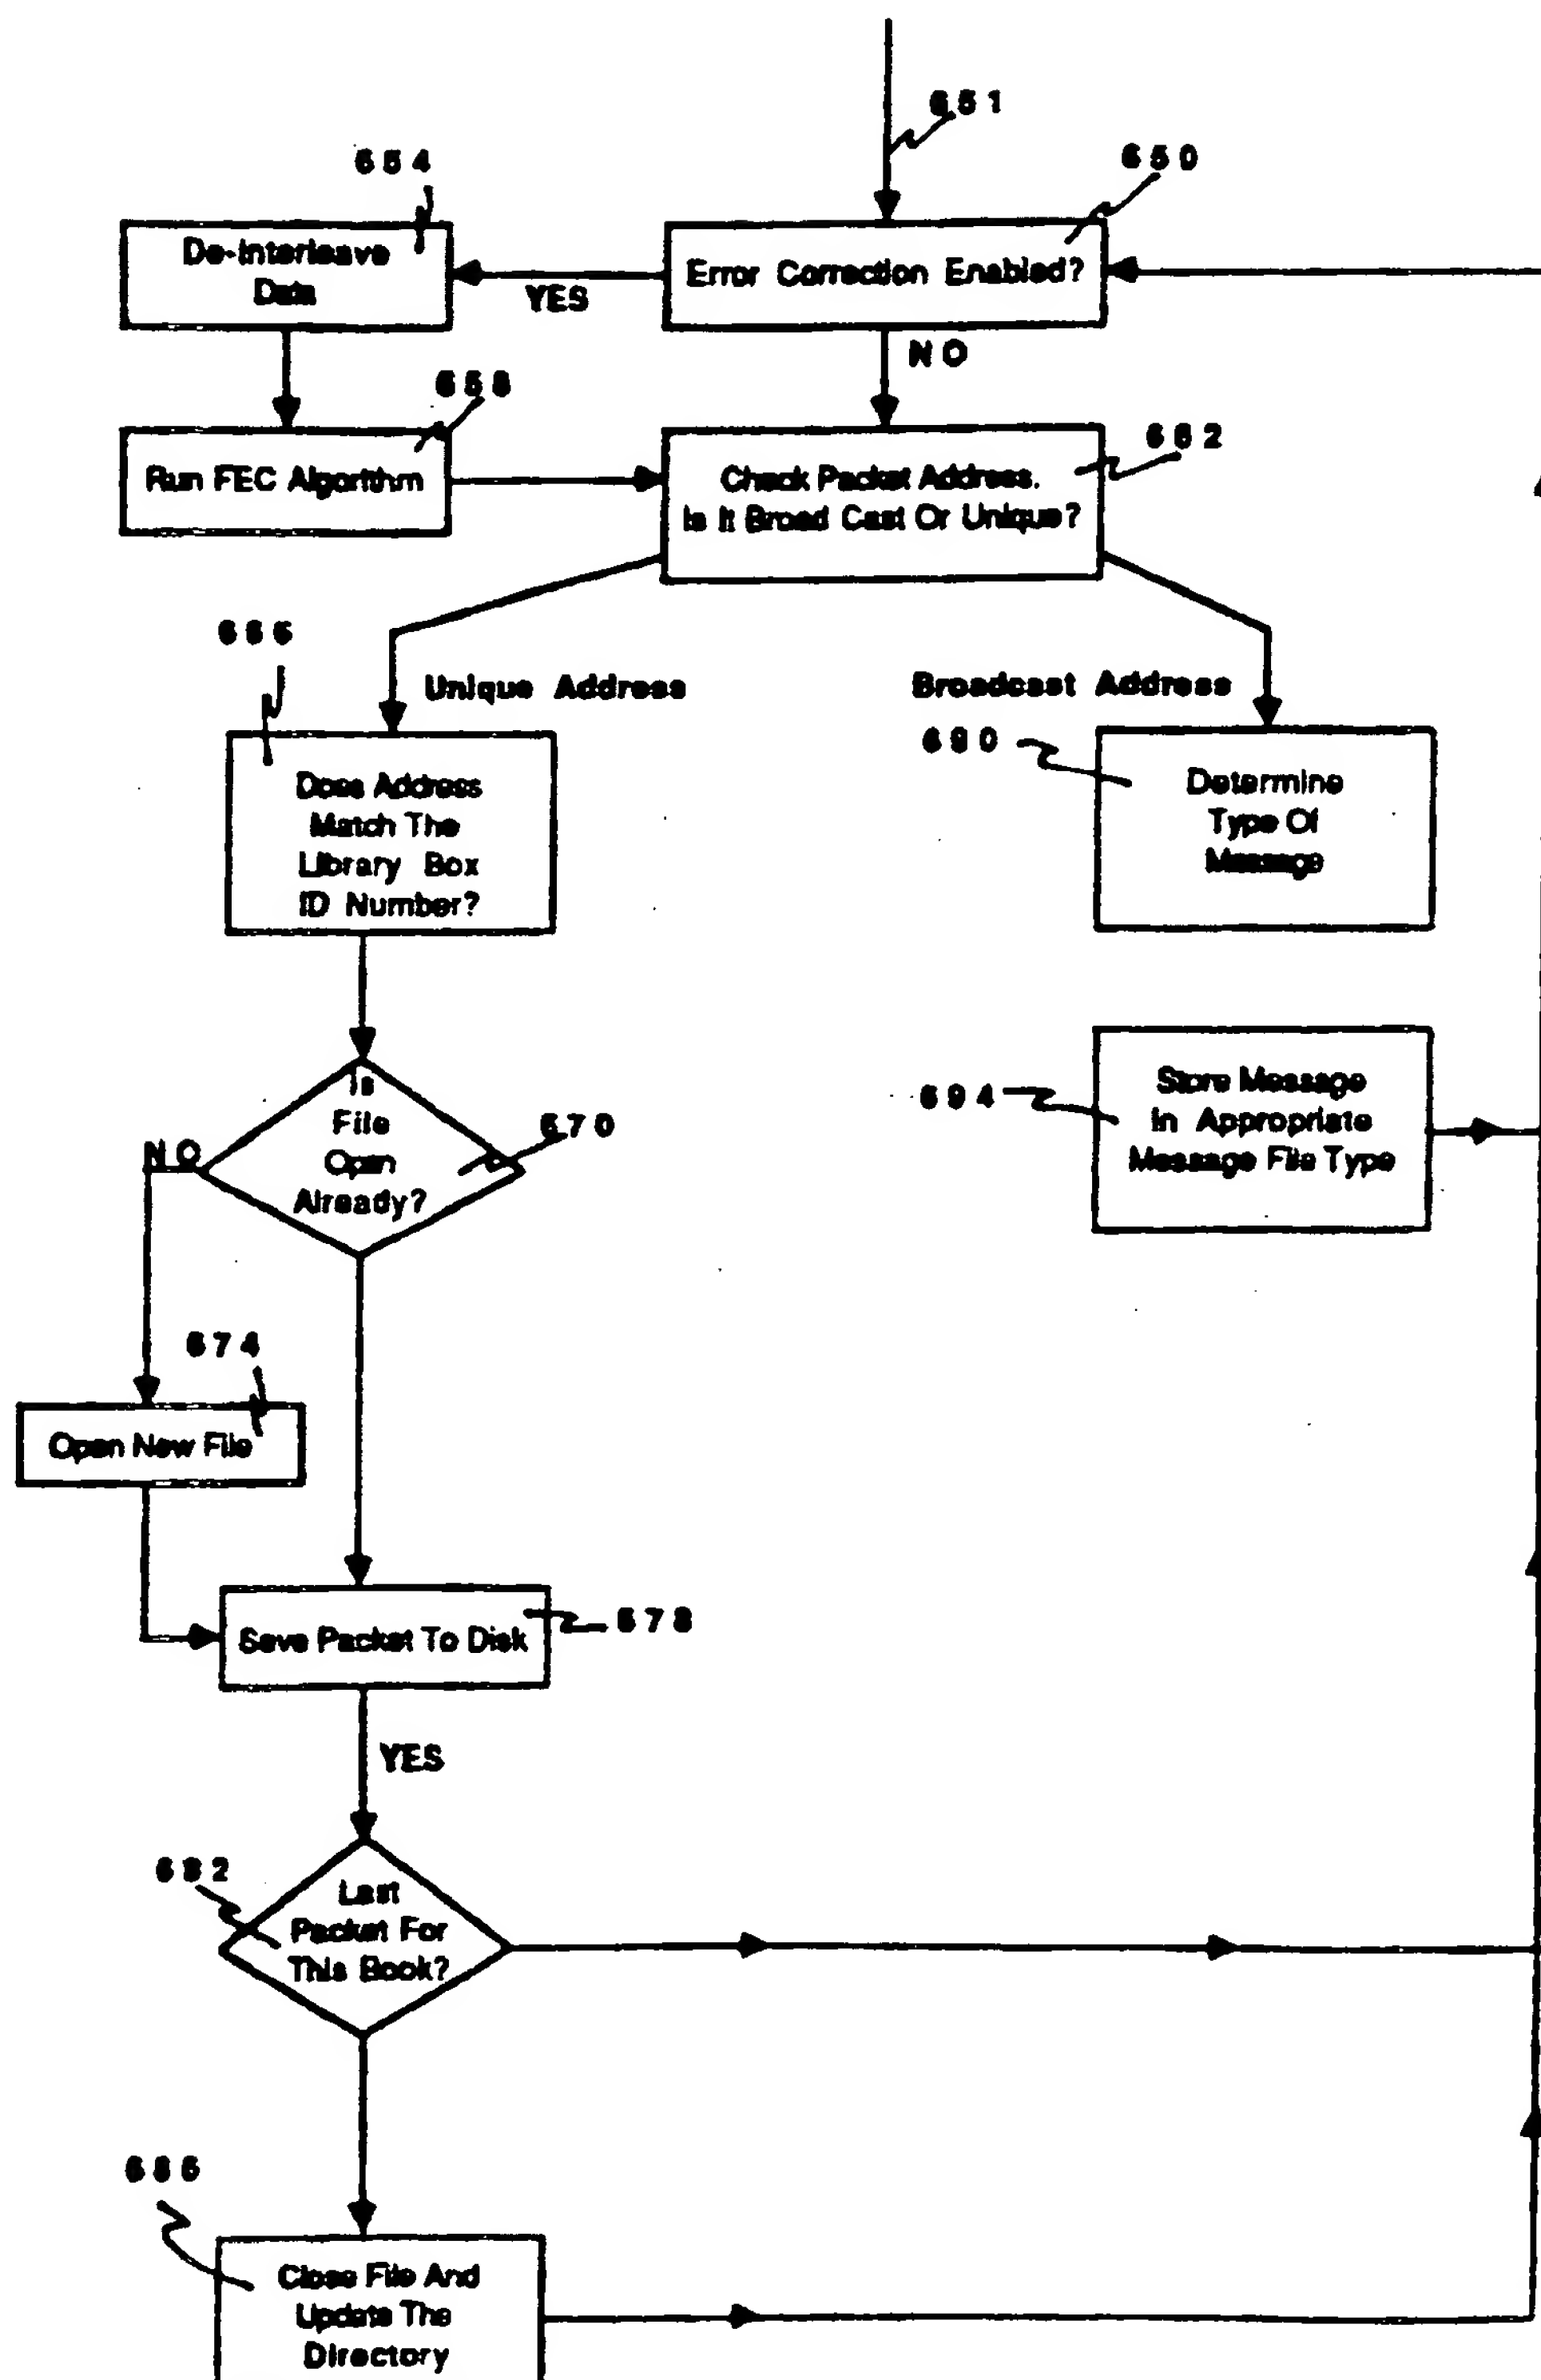 651
650
654
De-Interleave
Data
YES
Error Correction Enabled?
NO
658
Run FEC Algorithm
662
Check Packet Address.
Is It Broad Cast Or Unique?
666
Unique Address
Broadcast Address
Does Address
Match The
Library Box
ID Number?
690
Determine
Type Of
Message
Is
File
Open
Already?
670
NO
694
Store Message
In Appropriate
Message File Type
674
Open New File
Save Packet To Disk
678
YES
682
Last
Packet For
This Book?
686
Close File And
Update The
Directory